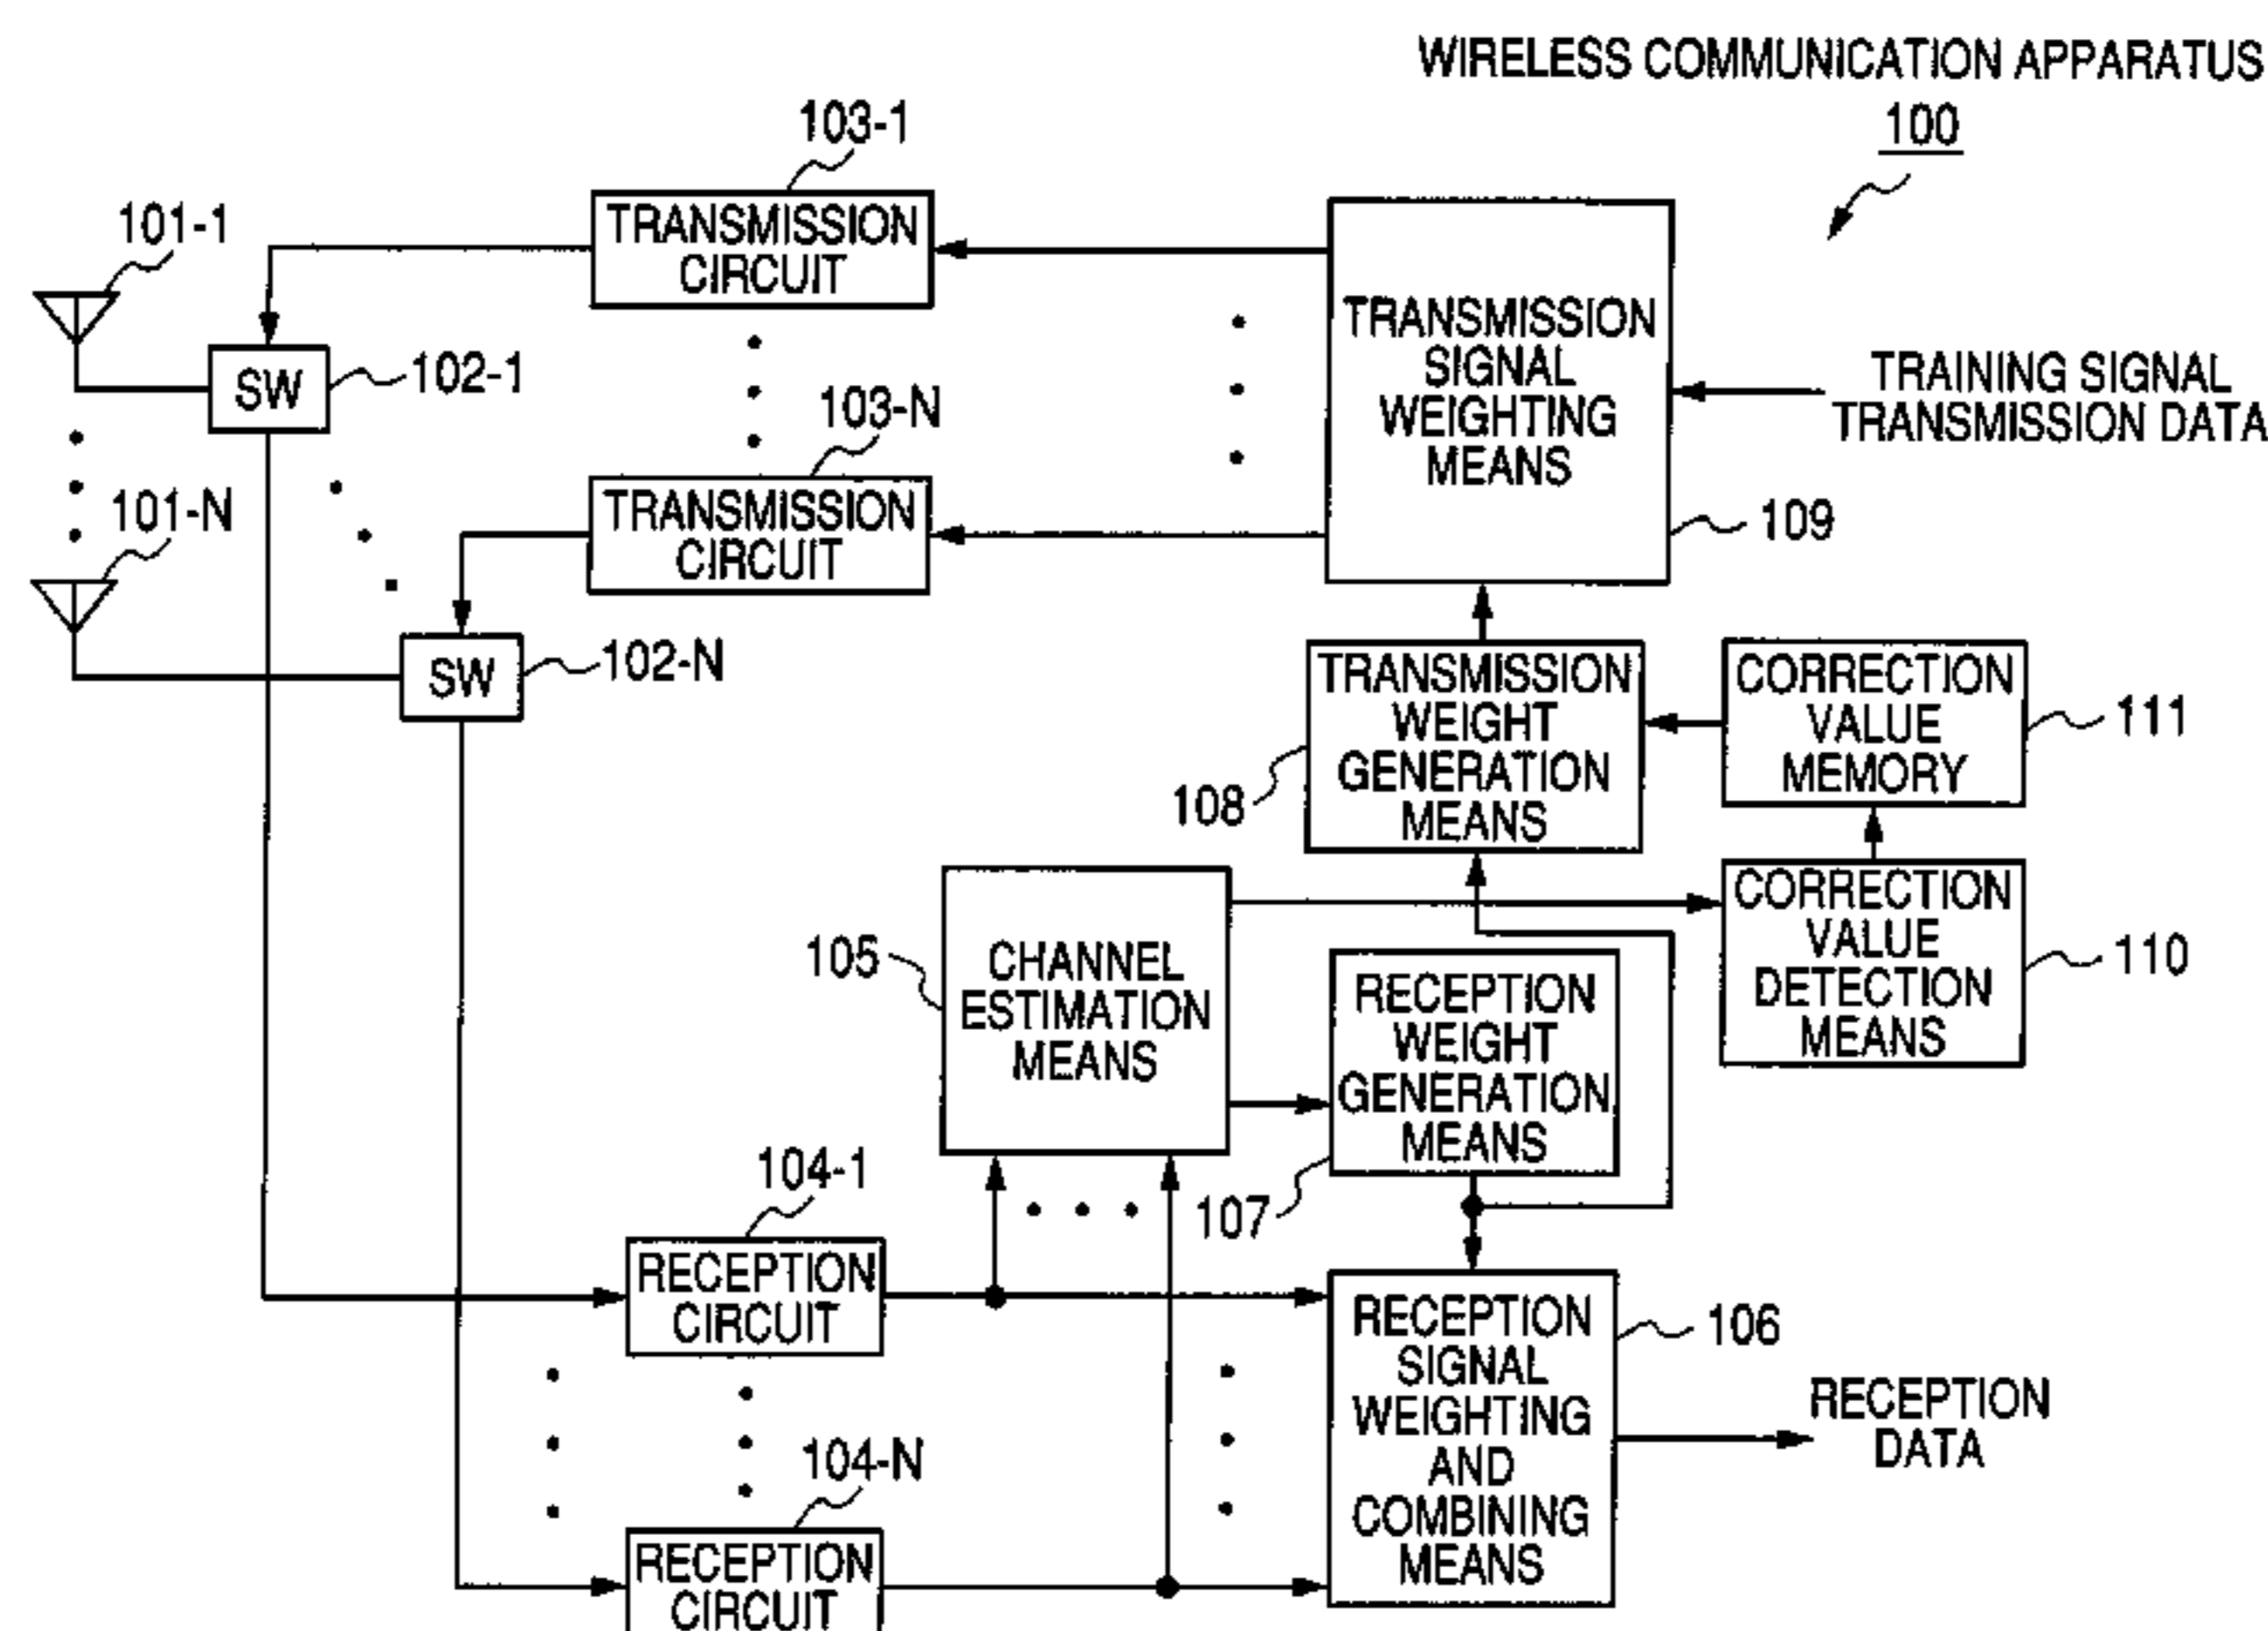 WIRELESS COMMUNICATION APPARATUS
100
103-1
101-1
TRANSMISSION
CIRCUIT
SW
102-1
TRANSMISSION
SIGNAL
WEIGHTING
MEANS
TRAINING SIGNAL
TRANSMISSION DATA
103-N
101-N
TRANSMISSION
CIRCUIT
109
SW
102-N
TRANSMISSION
WEIGHT
GENERATION
MEANS
108
CORRECTION
VALUE
MEMORY
111
105
CHANNEL
ESTIMATION
MEANS
CORRECTION
VALUE
DETECTION
MEANS
110
RECEPTION
WEIGHT
GENERATION
MEANS
107
104-1
RECEPTION
CIRCUIT
RECEPTION
SIGNAL
WEIGHTING
AND
COMBINING
MEANS
106
RECEPTION
DATA
104-N
RECEPTION
CIRCUIT